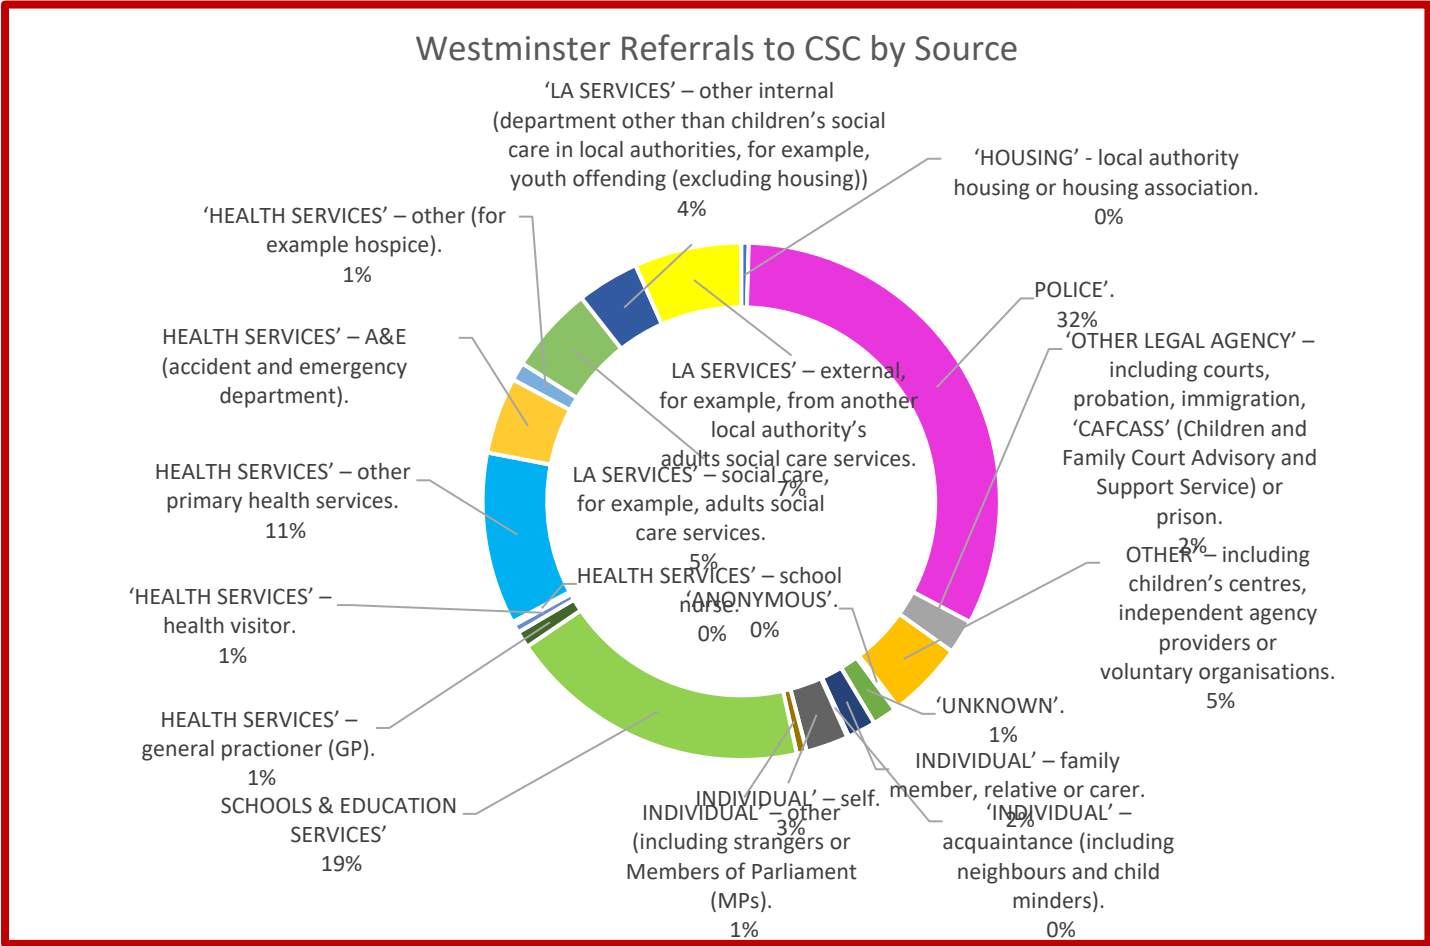 Westminster Referrals to CSC by Source
‘LA SERVICES’ – other internal
(department other than children’s social
care in local authorities, for example,
youth offending (excluding housing))
4%
‘HOUSING’ - local authority
housing or housing association.
0%
‘HEALTH SERVICES’ – other (for
example hospice).
1%
POLICE’.
32%
HEALTH SERVICES’ – A&E
(accident and emergency
department).
‘OTHER LEGAL AGENCY’ –
including courts,
probation, immigration,
‘CAFCASS’ (Children and
Family Court Advisory and
Support Service) or
prison.
2%
LA SERVICES’ – external,
for example, from another
local authority’s
adults social care services.
7%
LA SERVICES’ – social care,
for example, adults social
care services.
5%
HEALTH SERVICES’ – other
primary health services.
11%
OTHER’ – including
children’s centres,
independent agency
providers or
voluntary organisations.
5%
HEALTH SERVICES’ – school
nurse.
0%
‘ANONYMOUS’.
0%
‘HEALTH SERVICES’ –
health visitor.
1%
‘UNKNOWN’.
1%
HEALTH SERVICES’ –
general practioner (GP).
1%
INDIVIDUAL’ – family
member, relative or carer.
2%
SCHOOLS & EDUCATION
SERVICES’
19%
INDIVIDUAL’ – self.
3%
INDIVIDUAL’ – other
(including strangers or
Members of Parliament
(MPs).
1%
‘INDIVIDUAL’ –
acquaintance (including
neighbours and child
minders).
0%